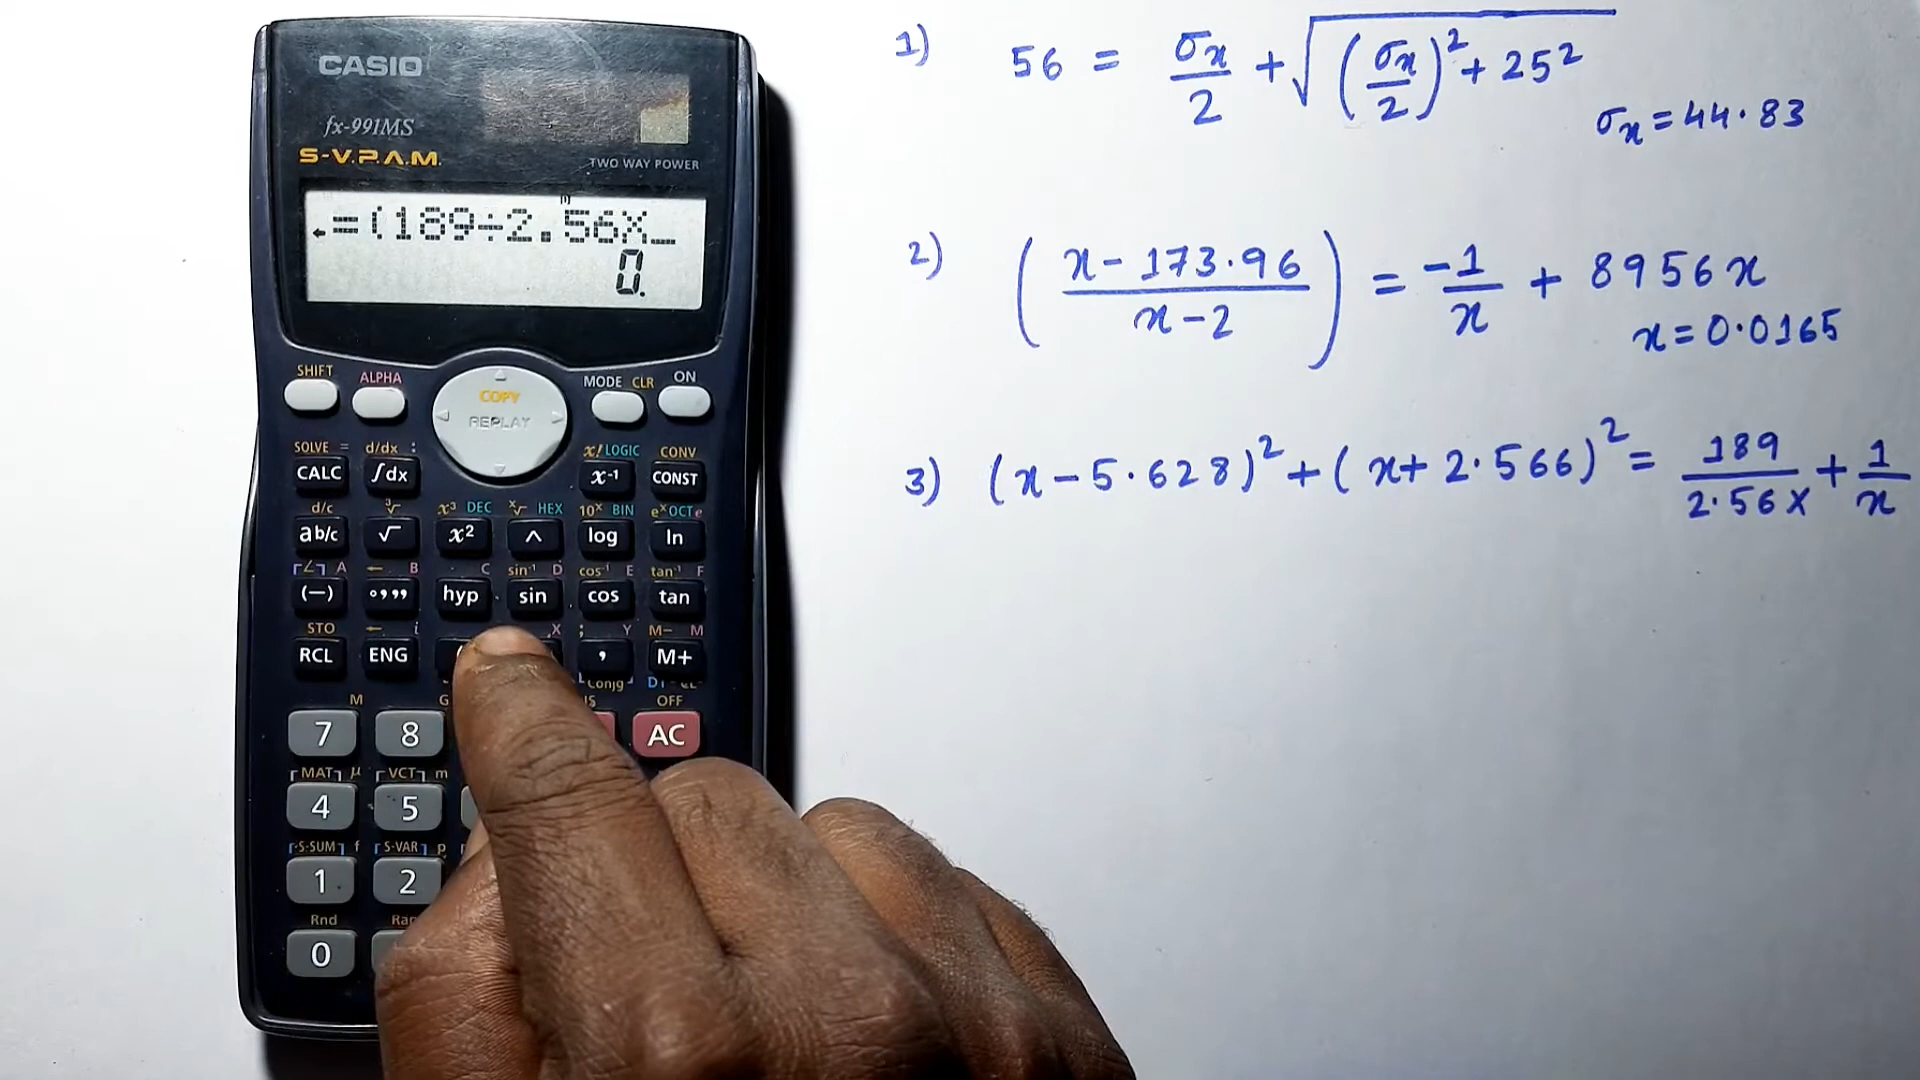 CASIO
fx-991MS
S-V.P.A.M.
TWO WAY POWER
=(189÷2.56X_
0.
SHIFT ALPHA MODE CLR ON
COPY
REPLAY
SOLVE = d/dx : x! LOGIC CONV
CALC ∫dx x-1 CONST
d/c 3√ x³ DEC x√ HEX 10x BIN ex OCT e
ab/c √ x² ^ log ln
∠ A ← B C sin-1 D cos-1 E tan-1 F
(—) °,,, hyp sin cos tan
STO ← i X ; Y M– M
RCL ENG ( , M+
M G OFF
7 8 AC
MAT μ VCT m
4 5
S-SUM f S-VAR p
1 2
Rnd
0
1) 56 = σx/2 + √((σx/2)² + 25²)
σx = 44.83
2) (x - 173.96 / x - 2) = -1/x + 8956x
x = 0.0165
3) (x - 5.628)² + (x + 2.566)² = 189/2.56x + 1/x